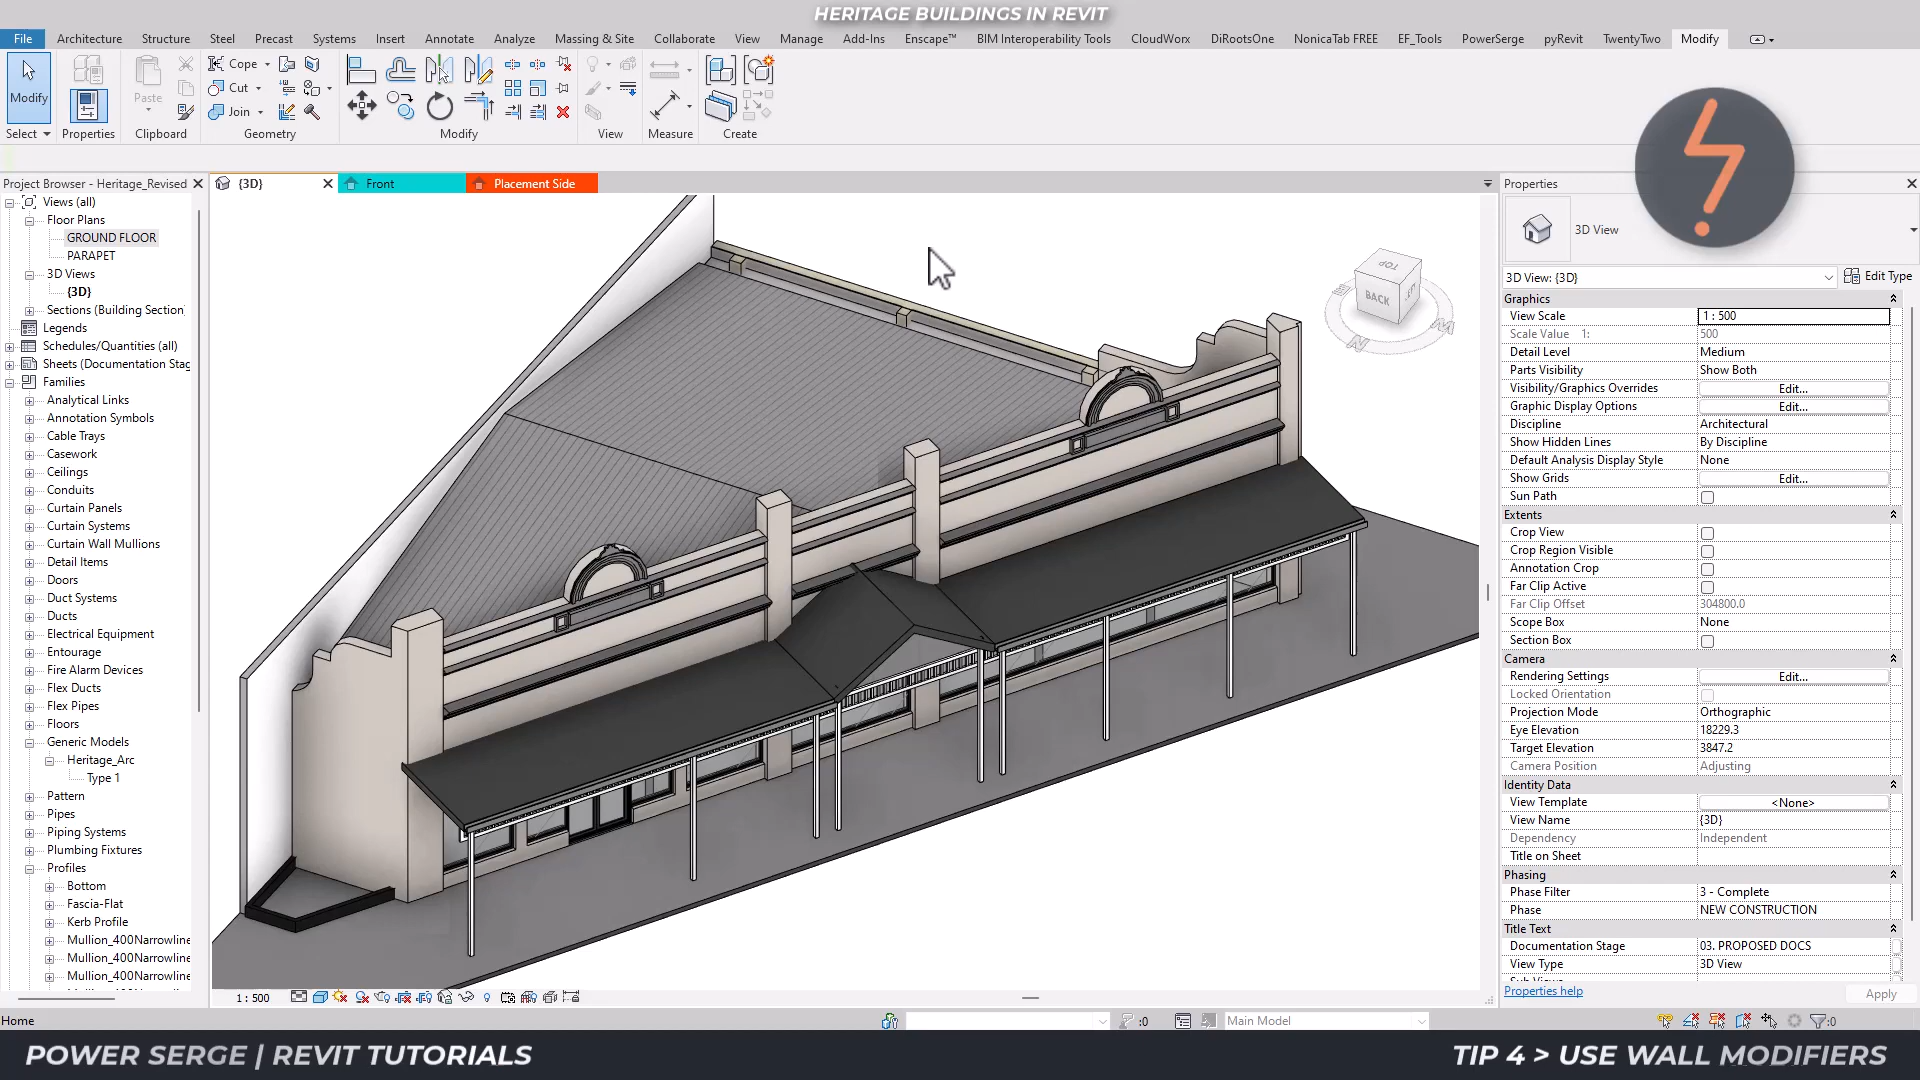 HERITAGE BUILDINGS IN REVIT
File Architecture Structure Steel Precast Systems Insert Annotate Analyze Massing & Site Collaborate View Manage Add-Ins Enscape™ BIM Interoperability Tools CloudWorx DiRootsOne NonicaTab FREE EF_Tools PowerSerge pyRevit TwentyTwo Modify
Modify
Paste
Cope
Cut
Join
Select Properties Clipboard Geometry Modify View Measure Create
Project Browser - Heritage_Revised
Views (all)
Floor Plans
GROUND FLOOR
PARAPET
3D Views
{3D}
Sections (Building Section)
Legends
Schedules/Quantities (all)
Sheets (Documentation Stag
Families
Analytical Links
Annotation Symbols
Cable Trays
Casework
Ceilings
Conduits
Curtain Panels
Curtain Systems
Curtain Wall Mullions
Detail Items
Doors
Duct Systems
Ducts
Electrical Equipment
Entourage
Fire Alarm Devices
Flex Ducts
Flex Pipes
Floors
Generic Models
Heritage_Arc
Type 1
Pattern
Pipes
Piping Systems
Plumbing Fixtures
Profiles
Bottom
Fascia-Flat
Kerb Profile
Mullion_400Narrowline
Mullion_400Narrowline
Mullion_400Narrowline
{3D} Front Placement Side
TOP
BACK
LEFT
N
W
E
1 : 500
Properties
3D View
3D View: {3D} Edit Type
Graphics
View Scale 1 : 500
Scale Value 1: 500
Detail Level Medium
Parts Visibility Show Both
Visibility/Graphics Overrides Edit...
Graphic Display Options Edit...
Discipline Architectural
Show Hidden Lines By Discipline
Default Analysis Display Style None
Show Grids Edit...
Sun Path
Extents
Crop View
Crop Region Visible
Annotation Crop
Far Clip Active
Far Clip Offset 304800.0
Scope Box None
Section Box
Camera
Rendering Settings Edit...
Locked Orientation
Projection Mode Orthographic
Eye Elevation 18229.3
Target Elevation 3847.2
Camera Position Adjusting
Identity Data
View Template <None>
View Name {3D}
Dependency Independent
Title on Sheet
Phasing
Phase Filter 3 - Complete
Phase NEW CONSTRUCTION
Title Text
Documentation Stage 03. PROPOSED DOCS
View Type 3D View
Properties help Apply
Home :0 Main Model :0
POWER SERGE | REVIT TUTORIALS
TIP 4 > USE WALL MODIFIERS